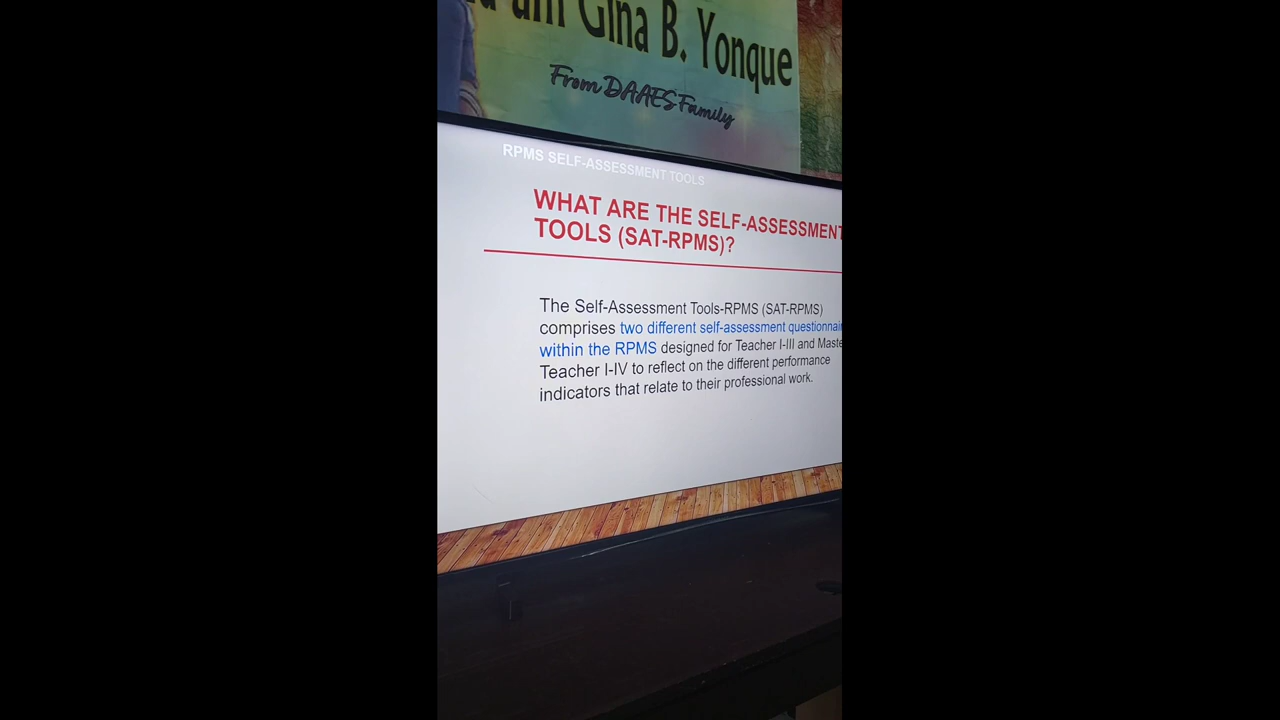 Gina B. Yonque
From DAAES Family
RPMS SELF-ASSESSMENT TOOLS
WHAT ARE THE SELF-ASSESSMENT
TOOLS (SAT-RPMS)?
The Self-Assessment Tools-RPMS (SAT-RPMS)
comprises two different self-assessment
within the RPMS designed for Teacher I-III and
Teacher I-IV to reflect on the different performance
indicators that relate to their professional work.